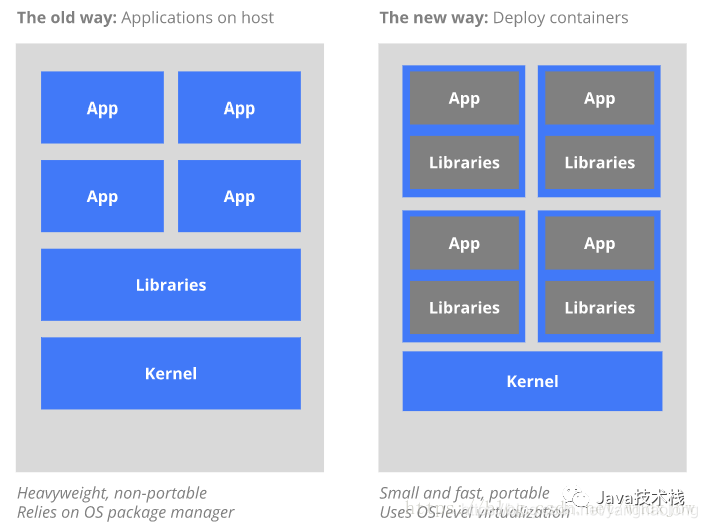 The old way: Applications on host
App App
App App
Libraries
Kernel
Heavyweight, non-portable
Relies on OS package manager
The new way: Deploy containers
App App
Libraries Libraries
App App
Libraries Libraries
Kernel
Small and fast, portable
Uses OS-level virtualization
Java技术栈